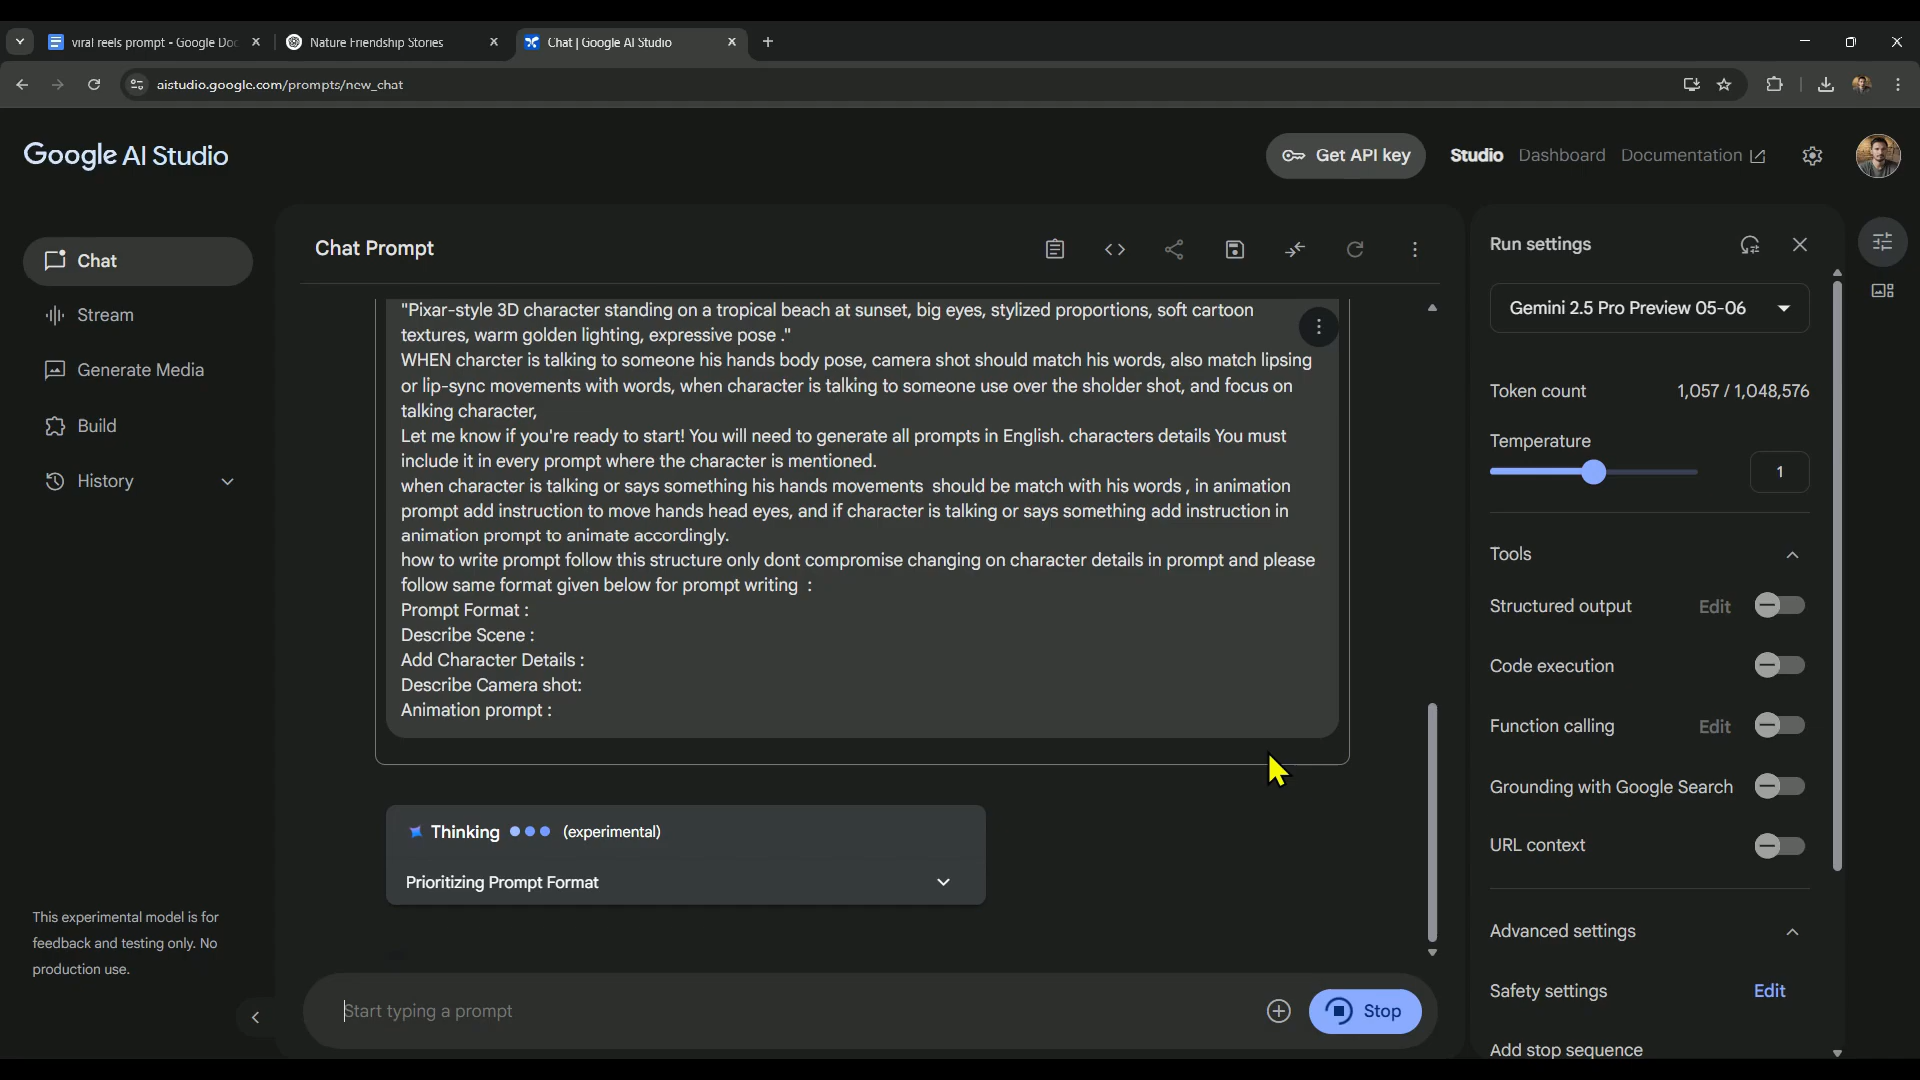 viral reels prompt - Google Doc
Nature Friendship Stories
Chat | Google AI Studio
aistudio.google.com/prompts/new_chat
Google AI Studio
Get API key
Studio
Dashboard
Documentation
Chat
Stream
Generate Media
Build
History
This experimental model is for
feedback and testing only. No
production use.
Chat Prompt
"Pixar-style 3D character standing on a tropical beach at sunset, big eyes, stylized proportions, soft cartoon
textures, warm golden lighting, expressive pose ."
WHEN charcter is talking to someone his hands body pose, camera shot should match his words, also match lipsing
or lip-sync movements with words, when character is talking to someone use over the sholder shot, and focus on
talking character,
Let me know if you're ready to start! You will need to generate all prompts in English. characters details You must
include it in every prompt where the character is mentioned.
when character is talking or says something his hands movements  should be match with his words , in animation
prompt add instruction to move hands head eyes, and if character is talking or says something add instruction in
animation prompt to animate accordingly.
how to write prompt follow this structure only dont compromise changing on character details in prompt and please
follow same format given below for prompt writing  :
Prompt Format :
Describe Scene :
Add Character Details :
Describe Camera shot:
Animation prompt :
Thinking
(experimental)
Prioritizing Prompt Format
Start typing a prompt
Stop
Run settings
Gemini 2.5 Pro Preview 05-06
Token count
1,057 / 1,048,576
Temperature
1
Tools
Structured output
Edit
Code execution
Function calling
Edit
Grounding with Google Search
URL context
Advanced settings
Safety settings
Edit
Add stop sequence